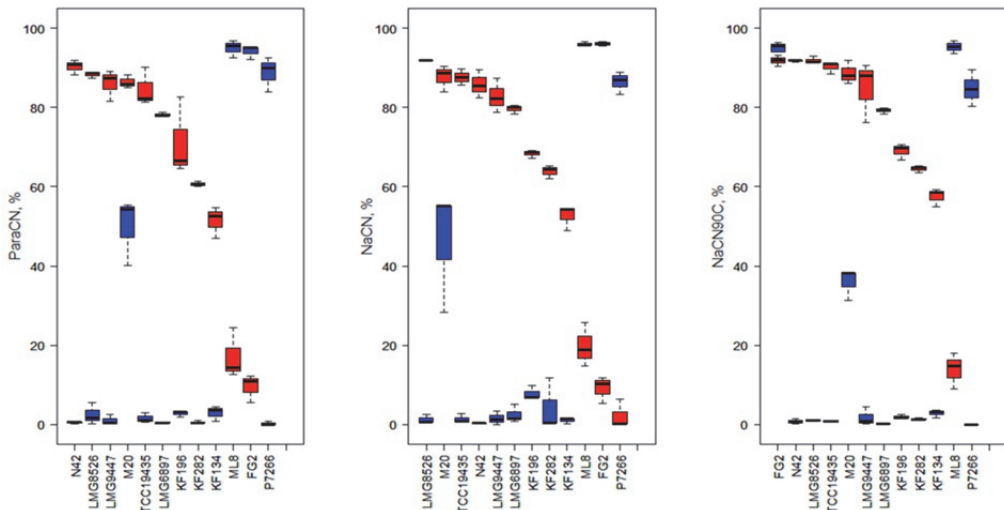 ParaCN, %
100
80
60
40
20
0
N42
LMG8526
LMG9447
M20
TCC19435
LMG6897
KF196
KF282
KF134
ML8
FG2
P7266
NaCN, %
100
80
60
40
20
0
LMG8526
M20
TCC19435
N42
LMG9447
LMG6897
KF196
KF282
KF134
ML8
FG2
P7266
NaCN90C, %
100
80
60
40
20
0
FG2
N42
LMG8526
TCC19435
M20
LMG9447
LMG6897
KF196
KF282
KF134
ML8
P7266